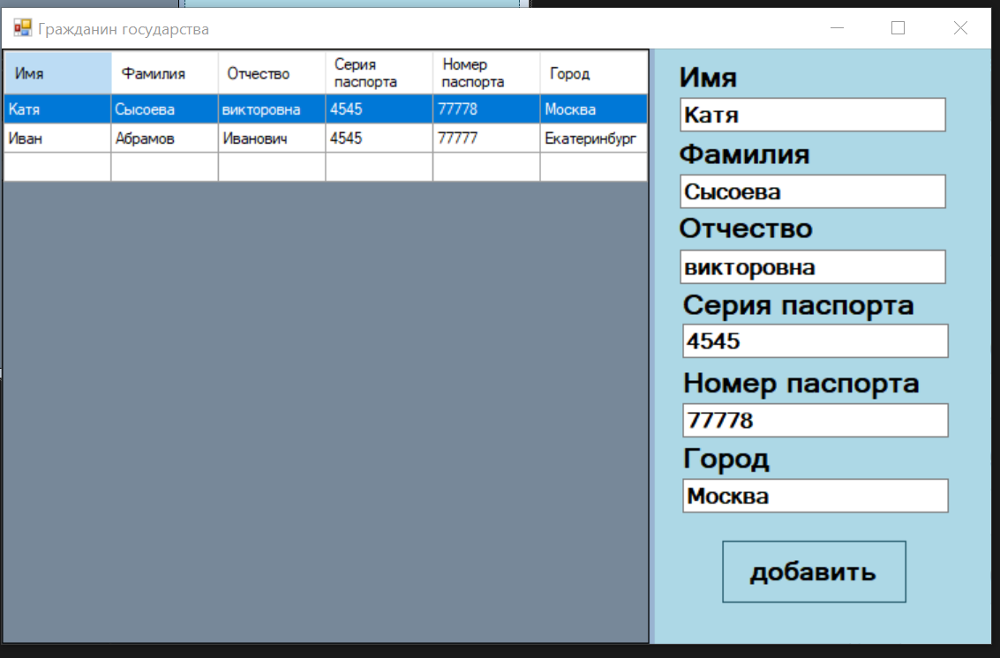 Гражданин государства
Имя Фамилия Отчество Серия паспорта Номер паспорта Город
Катя Сысоева викторовна 4545 77778 Москва
Иван Абрамов Иванович 4545 77777 Екатеринбург
Имя
Катя
Фамилия
Сысоева
Отчество
викторовна
Серия паспорта
4545
Номер паспорта
77778
Город
Москва
добавить